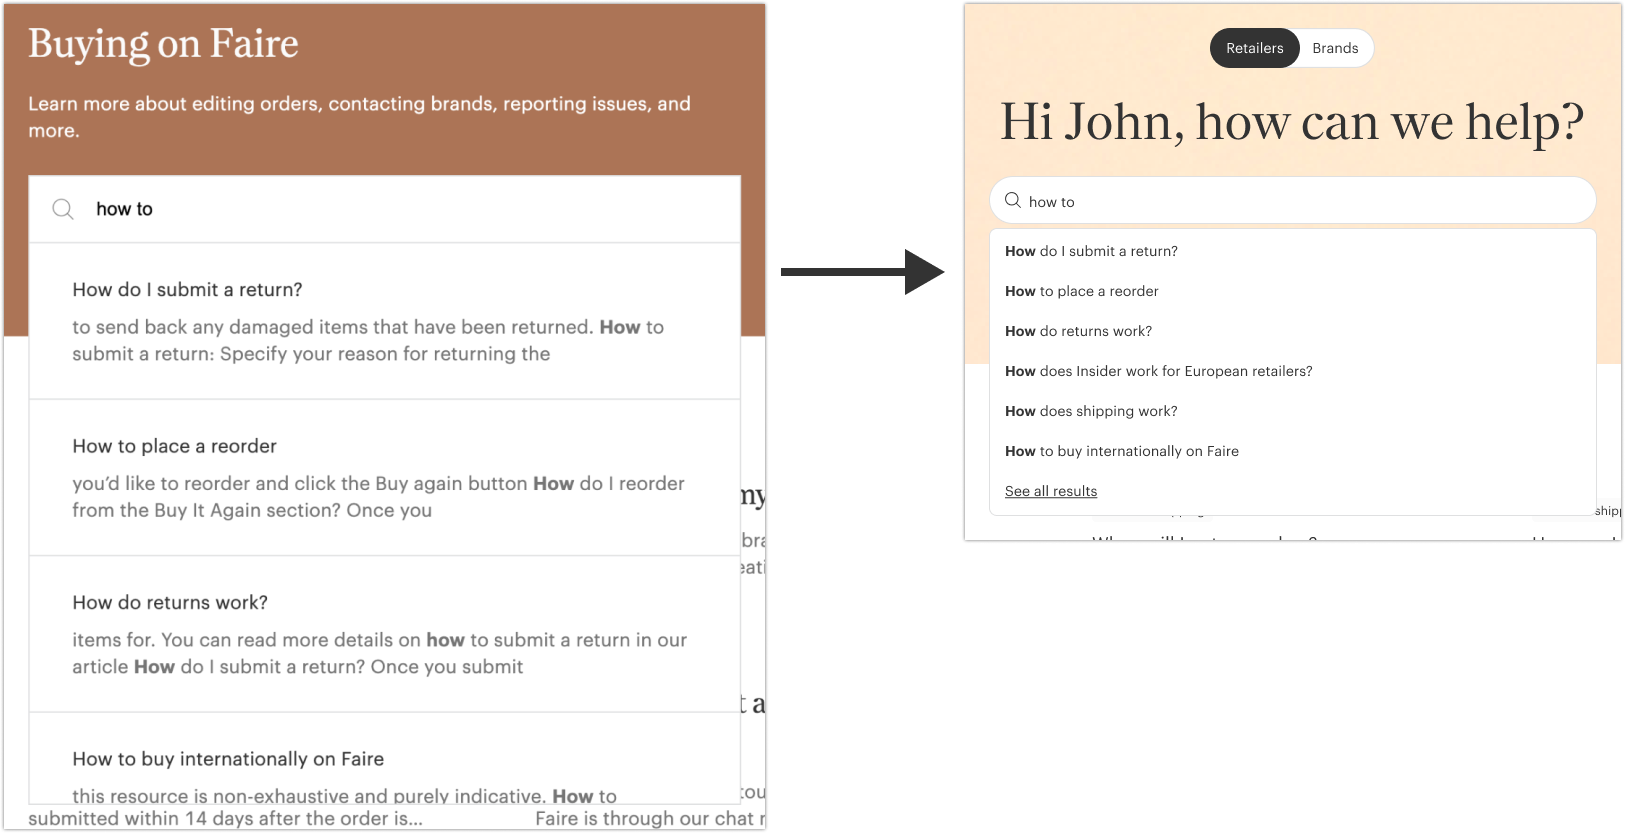 Buying on Faire
Learn more about editing orders, contacting brands, reporting issues, and
more.
how to
How do I submit a return?
to send back any damaged items that have been returned. How to
submit a return: Specify your reason for returning the
How to place a reorder
you’d like to reorder and click the Buy again button How do I reorder
from the Buy It Again section? Once you
How do returns work?
items for. You can read more details on how to submit a return in our
article How do I submit a return? Once you submit
How to buy internationally on Faire
this resource is non-exhaustive and purely indicative. How to
submitted within 14 days after the order is...
Faire is through our chat
my
bra
eati
t a
tou
Retailers
Brands
Hi John, how can we help?
how to
How do I submit a return?
How to place a reorder
How do returns work?
How does Insider work for European retailers?
How does shipping work?
How to buy internationally on Faire
See all results